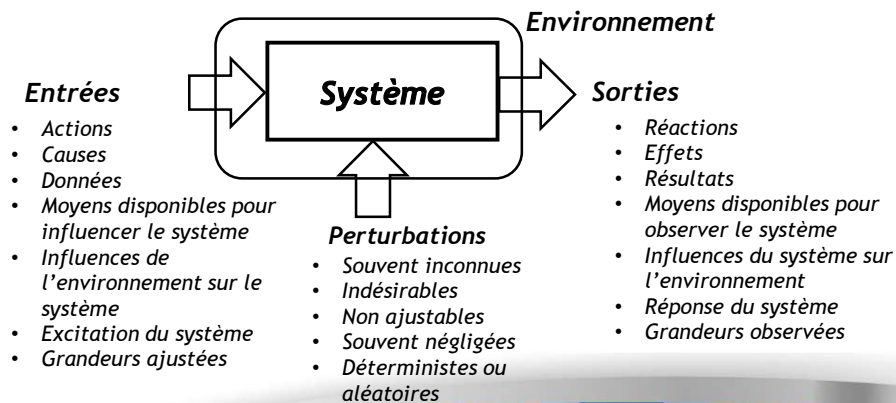 Environnement
Système
Entrées
• Actions
• Causes
• Données
• Moyens disponibles pour
influencer le système
• Influences de
l'environnement sur le
système
• Excitation du système
• Grandeurs ajustées
Perturbations
• Souvent inconnues
• Indésirables
• Non ajustables
• Souvent négligées
• Déterministes ou
aléatoires
Sorties
• Réactions
• Effets
• Résultats
• Moyens disponibles pour
observer le système
• Influences du système sur
l'environnement
• Réponse du système
• Grandeurs observées